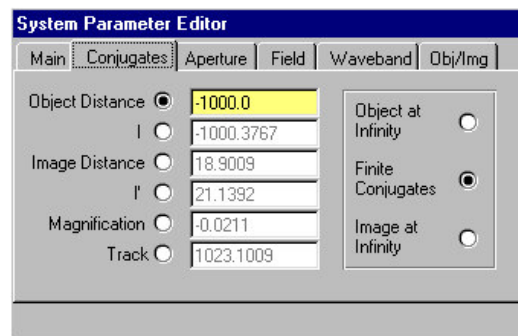 System Parameter Editor
Main Conjugates Aperture Field Waveband Obj/Img
Object Distance -1000.0
l -1000.3767
Image Distance 18.9009
l' 21.1392
Magnification -0.0211
Track 1023.1009
Object at
Infinity
Finite
Conjugates
Image at
Infinity